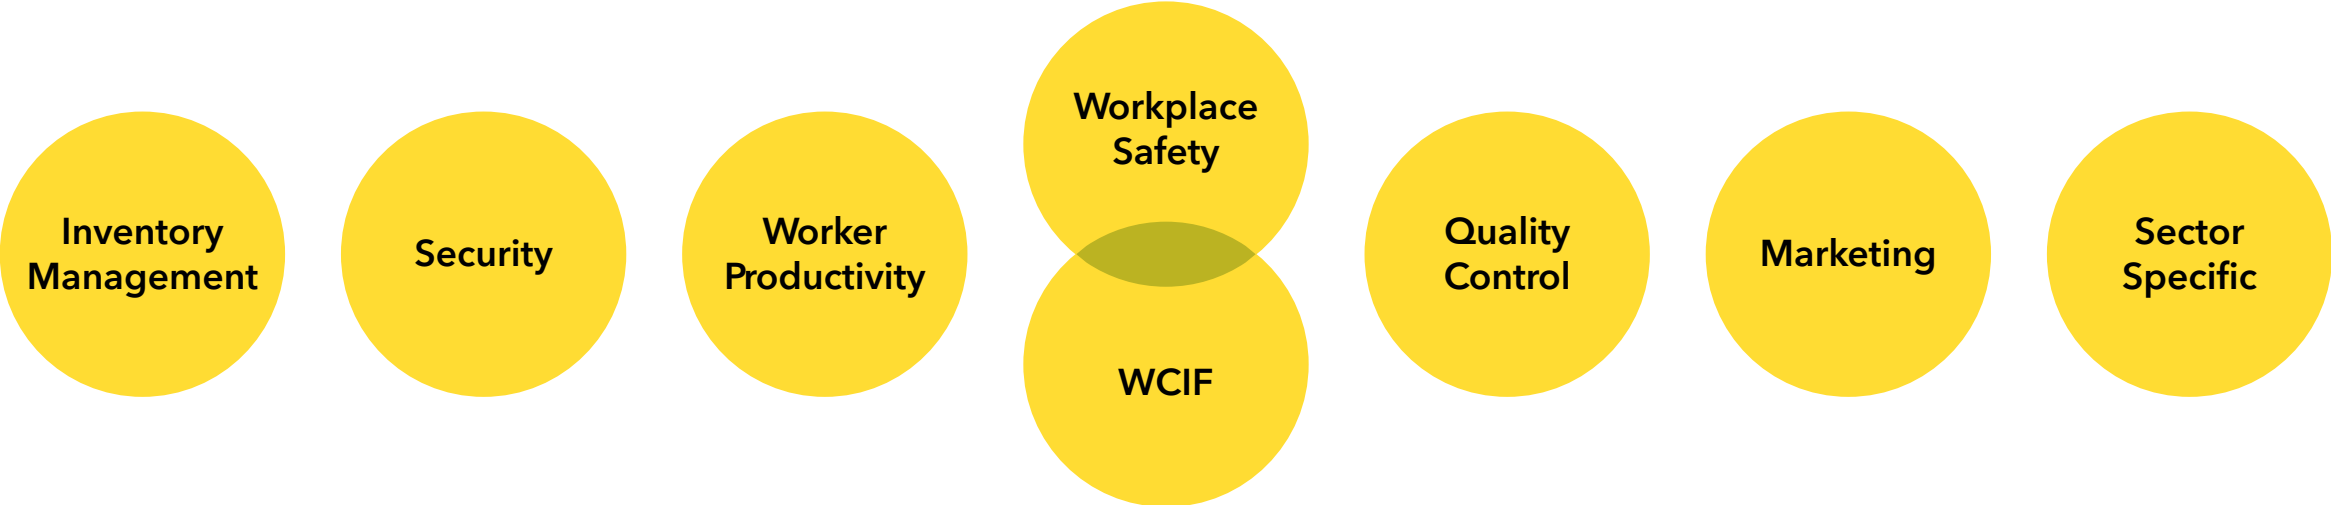 Inventory
Management
Security
Worker
Productivity
Workplace
Safety
WCIF
Quality
Control
Marketing
Sector
Specific